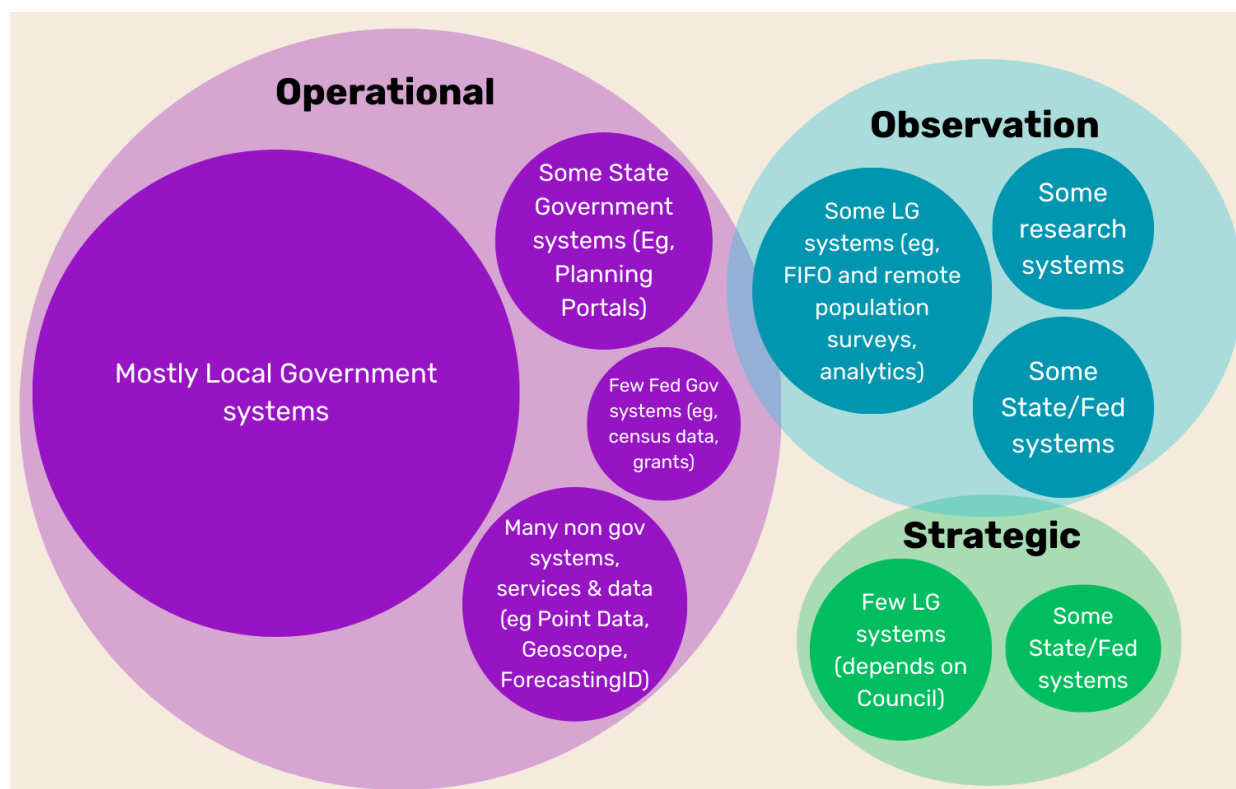 Operational
Mostly Local Government
systems
Some State
Government
systems (Eg,
Planning
Portals)
Few Fed Gov
systems (eg,
census data,
grants)
Many non gov
systems,
services & data
(eg Point Data,
Geoscope,
ForecastingID)
Observation
Some LG
systems (eg,
FIFO and remote
population
surveys,
analytics)
Some
research
systems
Some
State/Fed
systems
Strategic
Few LG
systems
(depends on
Council)
Some
State/Fed
systems